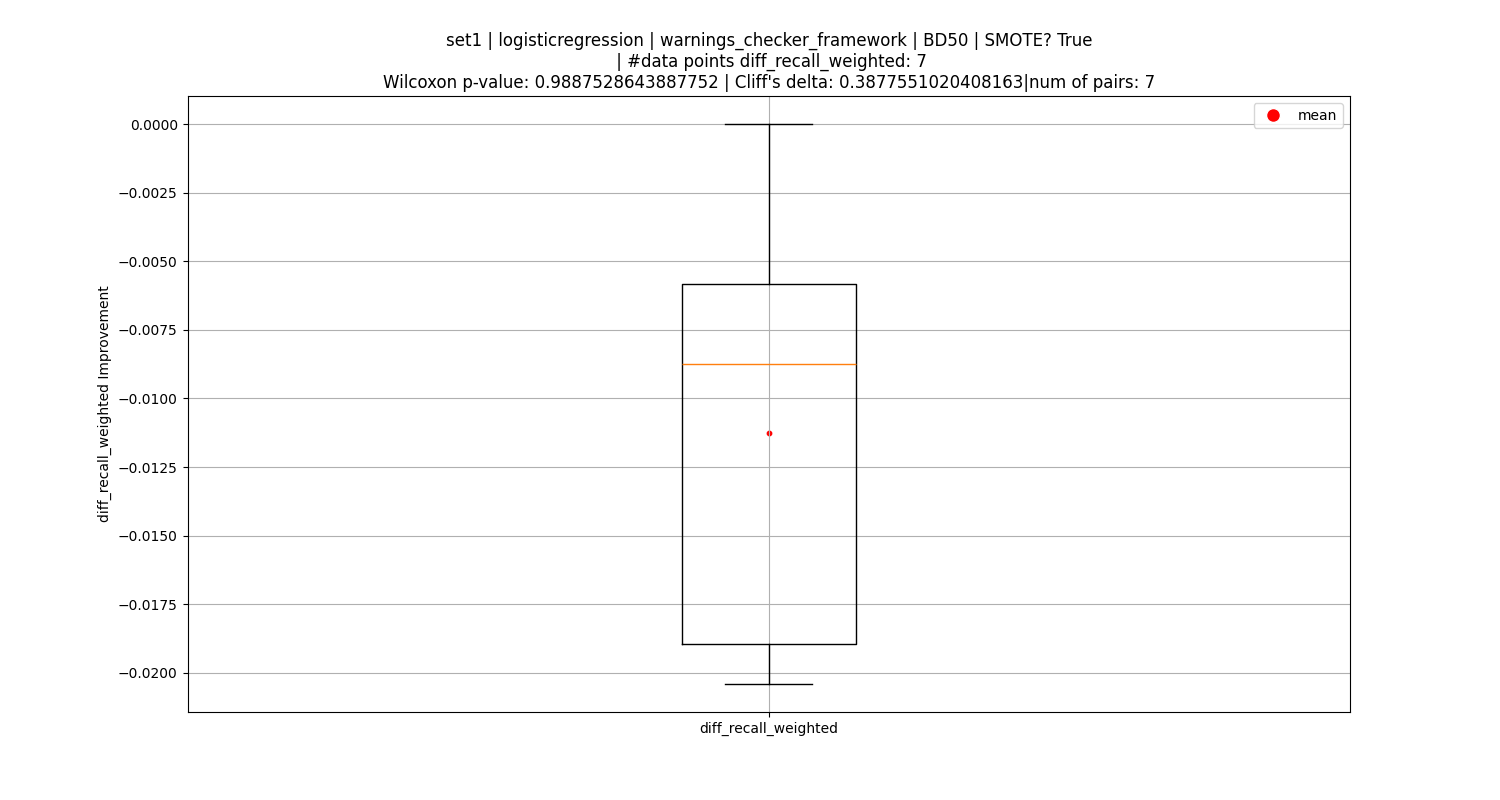 set1 | logisticregression | warnings_checker_framework | BD50 | SMOTE? True
| #data points diff_recall_weighted: 7
Wilcoxon p-value: 0.9887528643887752 | Cliff's delta: 0.3877551020408163|num of pairs: 7
mean
0.0000
−0.0025
−0.0050
−0.0075
−0.0100
−0.0125
−0.0150
−0.0175
−0.0200
diff_recall_weighted Improvement
diff_recall_weighted